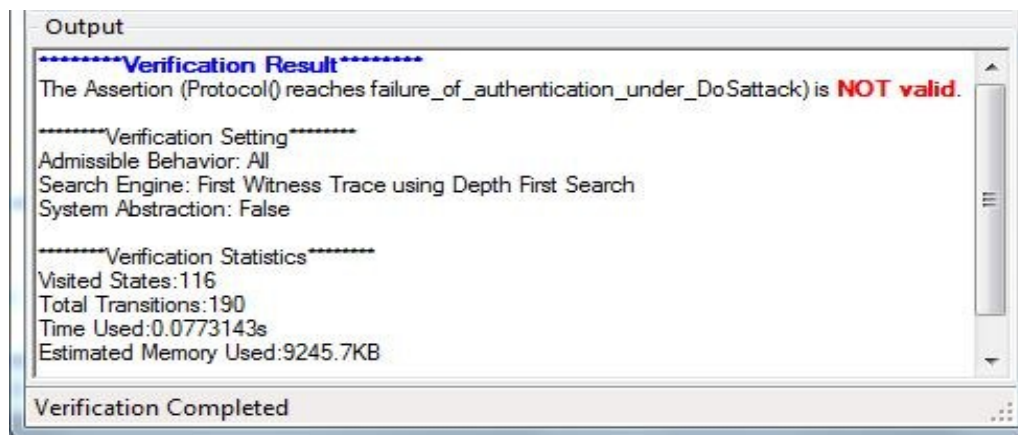 Output
********Verification Result********
The Assertion (Protocol() reaches failure_of_authentication_under_DoSattack) is NOT valid.
********Verification Setting********
Admissible Behavior: All
Search Engine: First Witness Trace using Depth First Search
System Abstraction: False
********Verification Statistics********
Visited States:116
Total Transitions:190
Time Used:0.0773143s
Estimated Memory Used:9245.7KB
Verification Completed